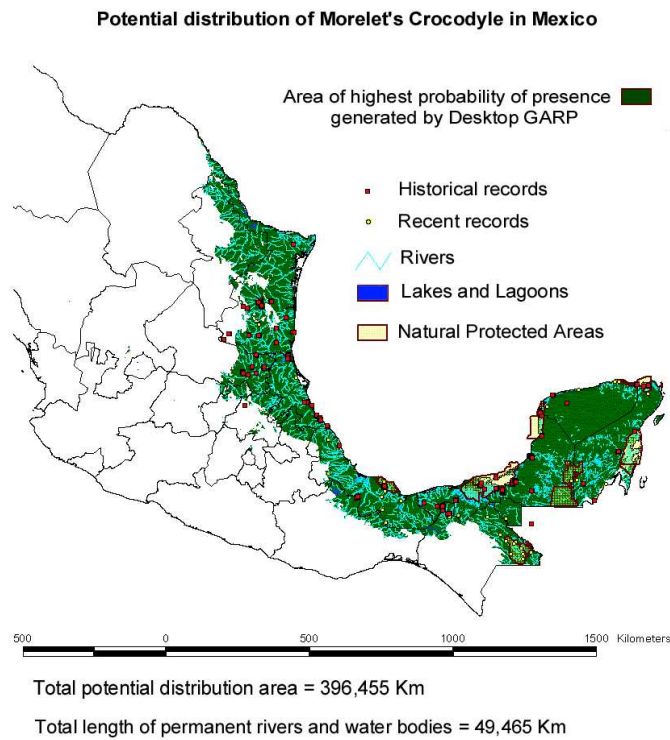 Potential distribution of Morelet's Crocodyle in Mexico
Area of highest probability of presence
generated by Desktop GARP
Historical records
Recent records
Rivers
Lakes and Lagoons
Natural Protected Areas
500 0 500 1000 1500 Kilometers
Total potential distribution area = 396,455 Km
Total length of permanent rivers and water bodies = 49,465 Km